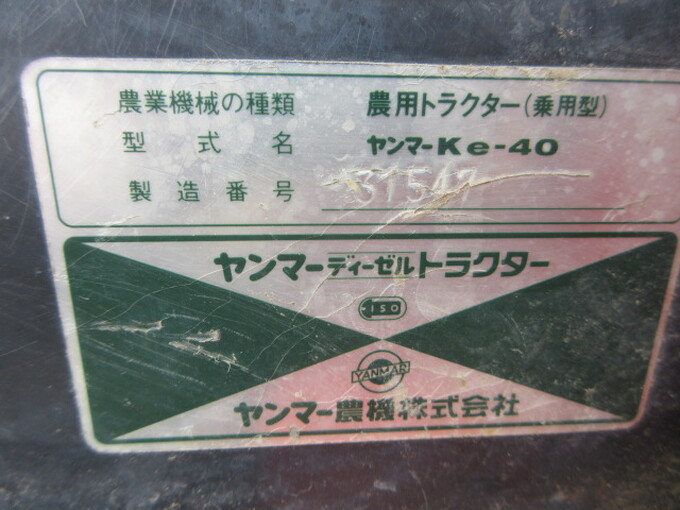 農業機械の種類 農用トラクター(乗用型)
型式名 ヤンマーKe-40
製造番号 31547
ヤンマーディーゼルトラクター
ISO
YANMAR
ヤンマー農機株式会社